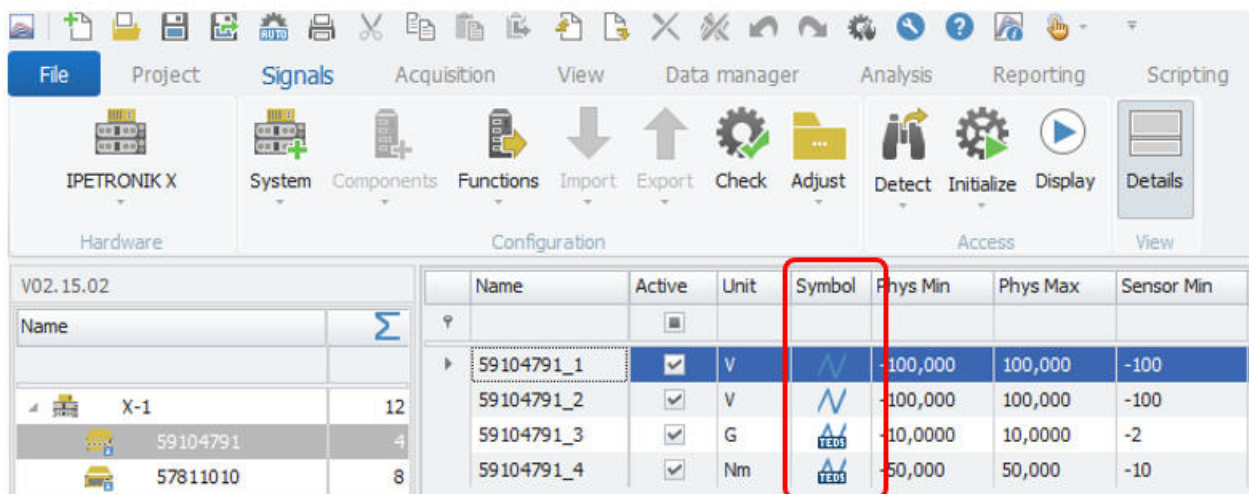 AUTO
File Project Signals Acquisition View Data manager Analysis Reporting Scripting
IPETRONIK X System Components Functions Import Export Check Adjust Detect Initialize Display Details
Hardware Configuration Access View
V02.15.02
Name Active Unit Symbol Phys Min Phys Max Sensor Min
Name Σ
59104791_1 V -100,000 100,000 -100
X-1 12 59104791_2 V -100,000 100,000 -100
59104791 4 59104791_3 G TEDS -10,0000 10,0000 -2
57811010 8 59104791_4 Nm TEDS -50,000 50,000 -10